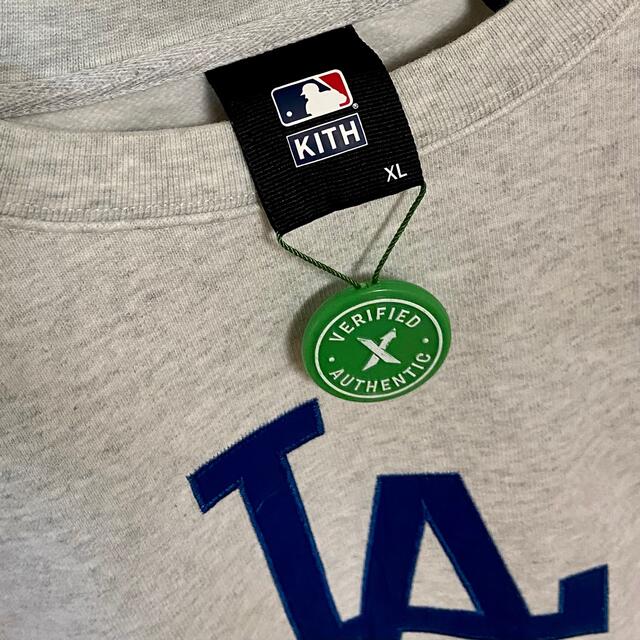 KITH
XL
VERIFIED
X
AUTHENTIC
LA